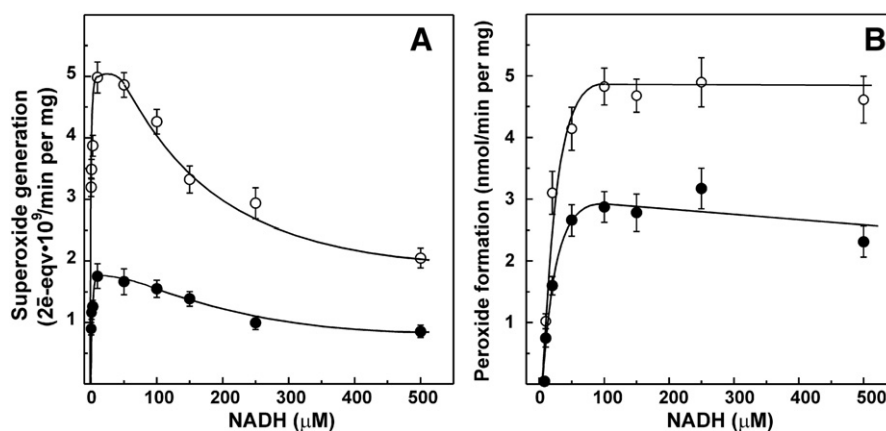 A
Superoxide generation
(2ē-eqv•10⁹/min per mg)
5
4
3
2
1
0 100 200 300 400 500
NADH (μM)
B
Peroxide formation (nmol/min per mg)
5
4
3
2
1
0 100 200 300 400 500
NADH (μM)